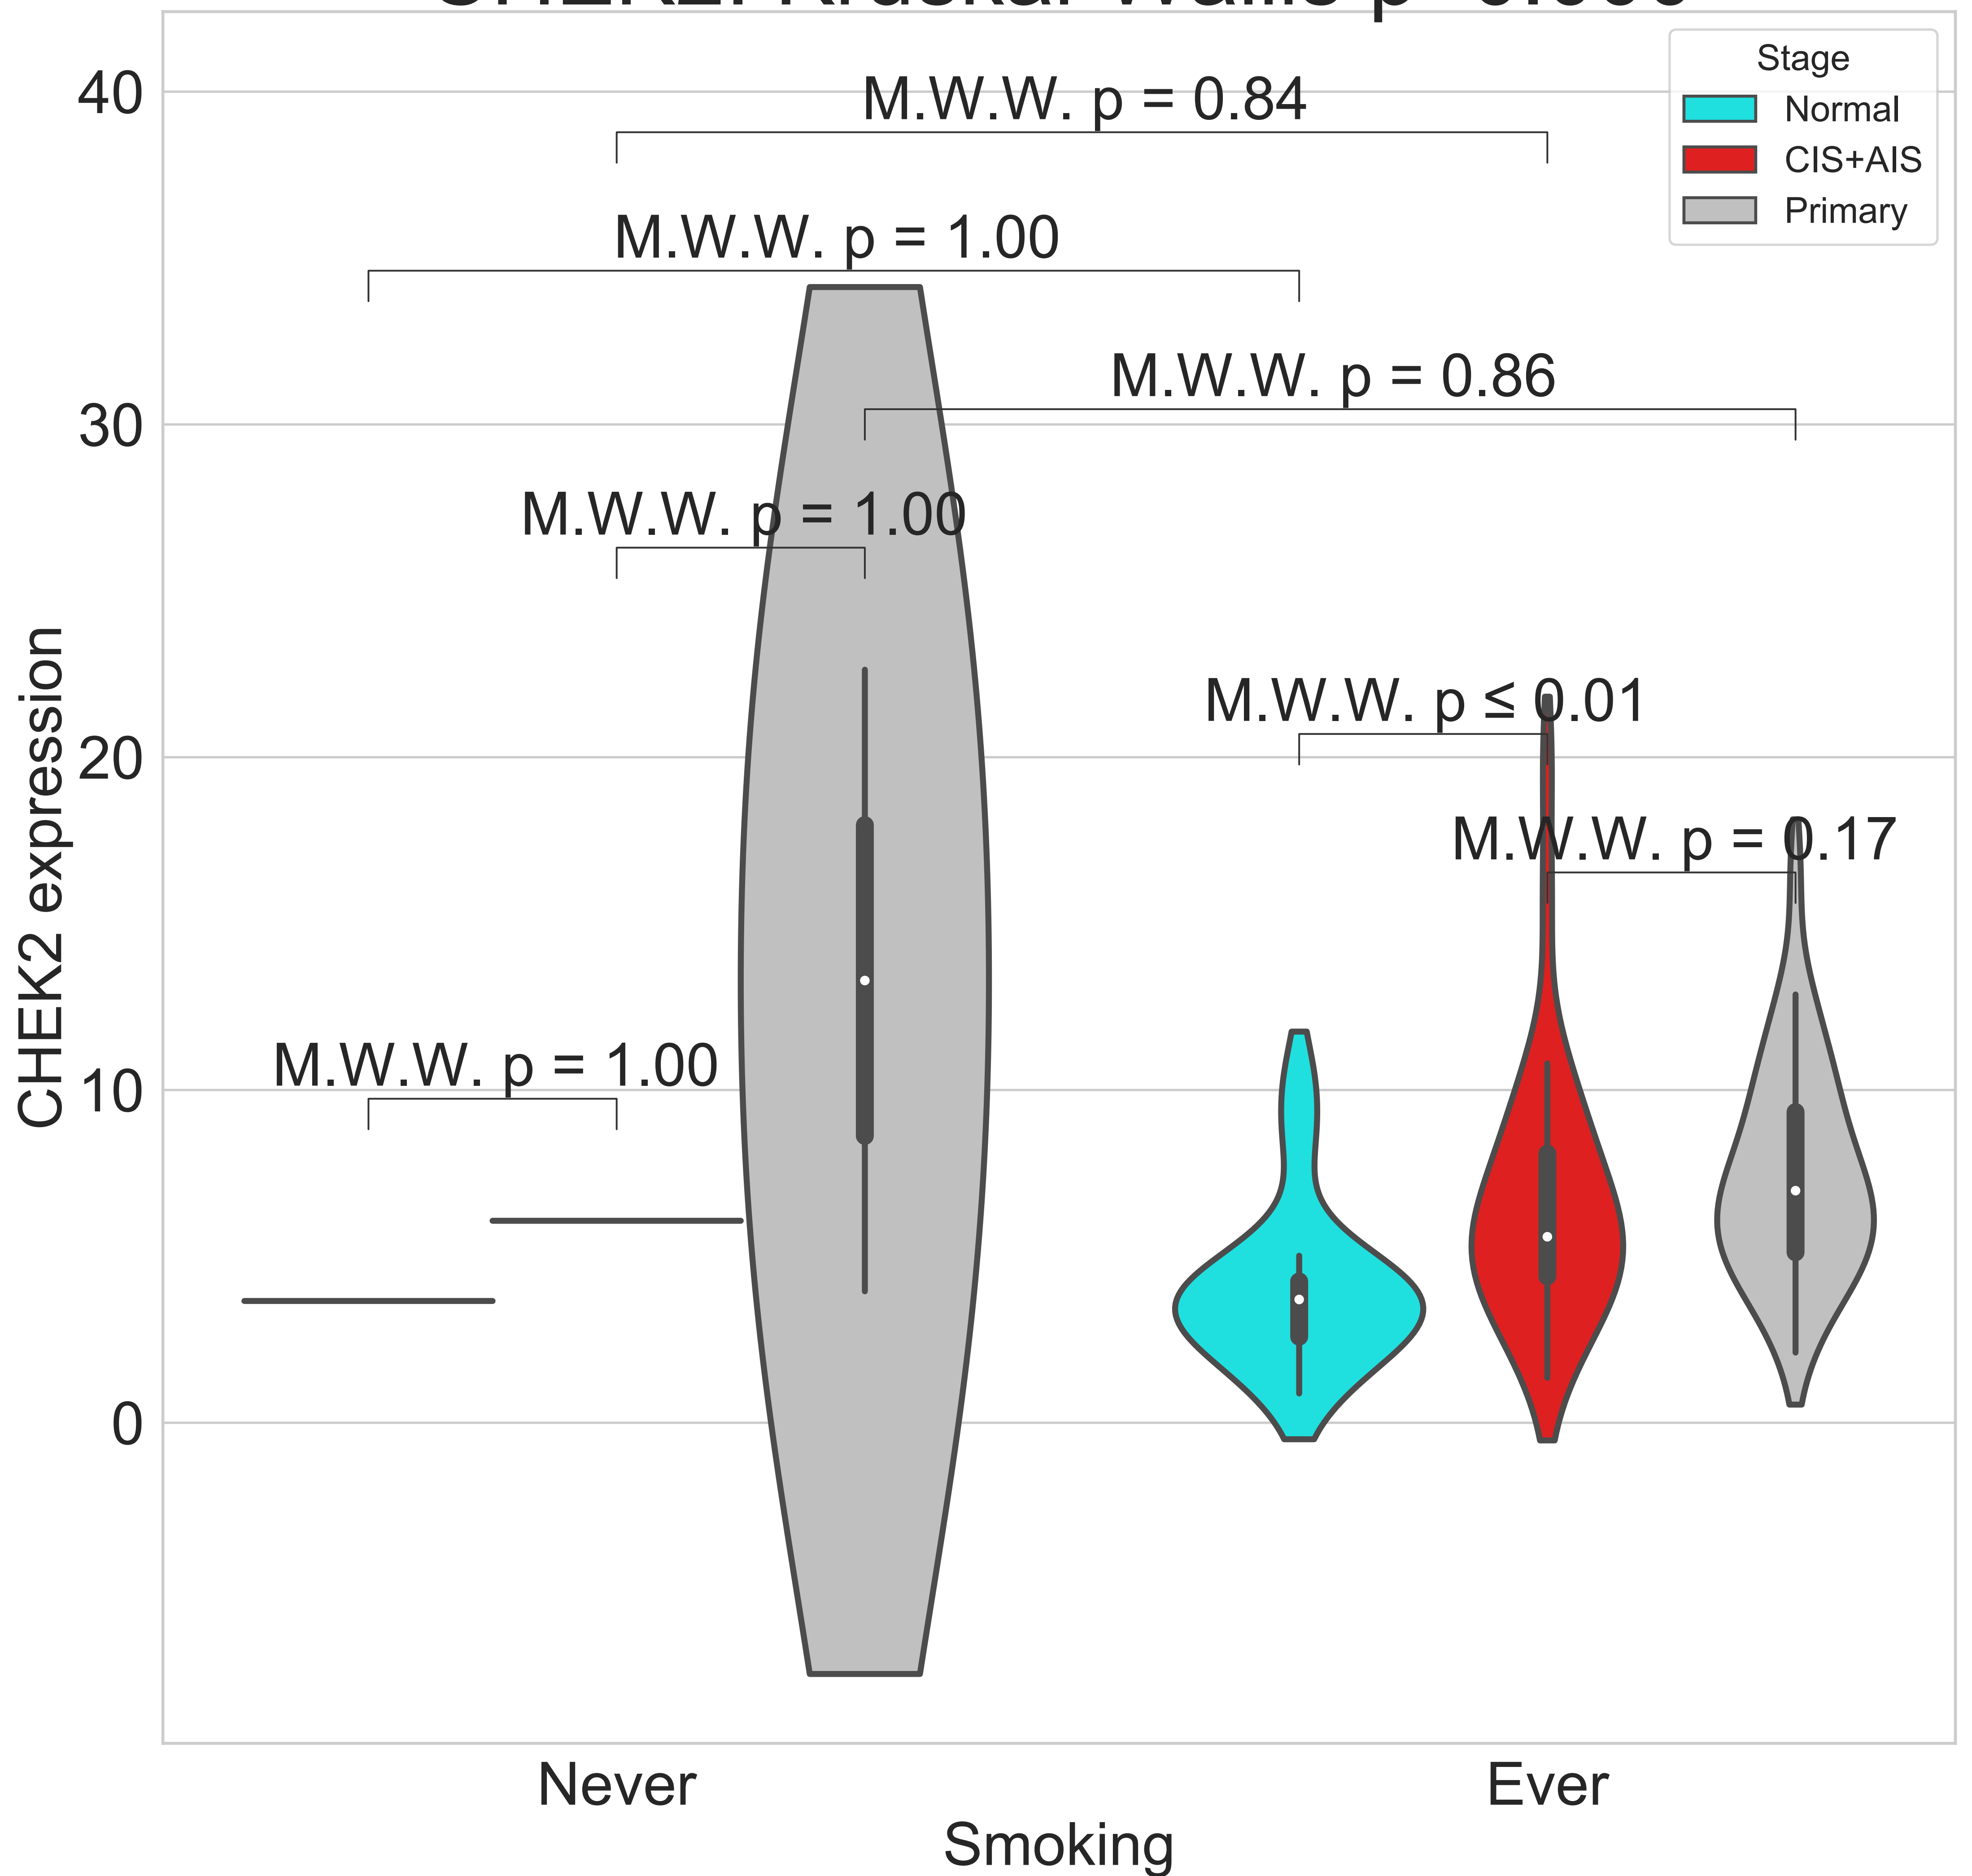 Stage
Normal
CIS+AIS
Primary
40
M.W.W. p = 0.84
M.W.W. p = 1.00
M.W.W. p = 0.86
30
M.W.W. p = 1.00
M.W.W. p ≤ 0.01
20
M.W.W. p = 0.17
M.W.W. p = 1.00
10
0
CHEK2 expression
Never
Ever
Smoking